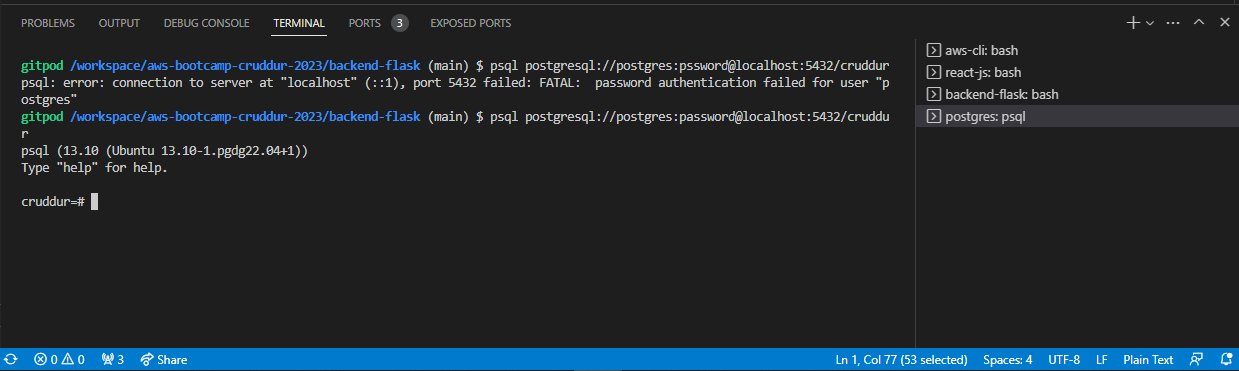 PROBLEMS OUTPUT DEBUG CONSOLE TERMINAL PORTS 3 EXPOSED PORTS
gitpod /workspace/aws-bootcamp-cruddur-2023/backend-flask (main) $ psql postgresql://postgres:pssword@localhost:5432/cruddur
psql: error: connection to server at "localhost" (::1), port 5432 failed: FATAL:  password authentication failed for user "p
ostgres"
gitpod /workspace/aws-bootcamp-cruddur-2023/backend-flask (main) $ psql postgresql://postgres:password@localhost:5432/cruddu
r
psql (13.10 (Ubuntu 13.10-1.pgdg22.04+1))
Type "help" for help.
cruddur=#
aws-cli: bash
react-js: bash
backend-flask: bash
postgres: psql
0 0 3 Share Ln 1, Col 77 (53 selected) Spaces: 4 UTF-8 LF Plain Text